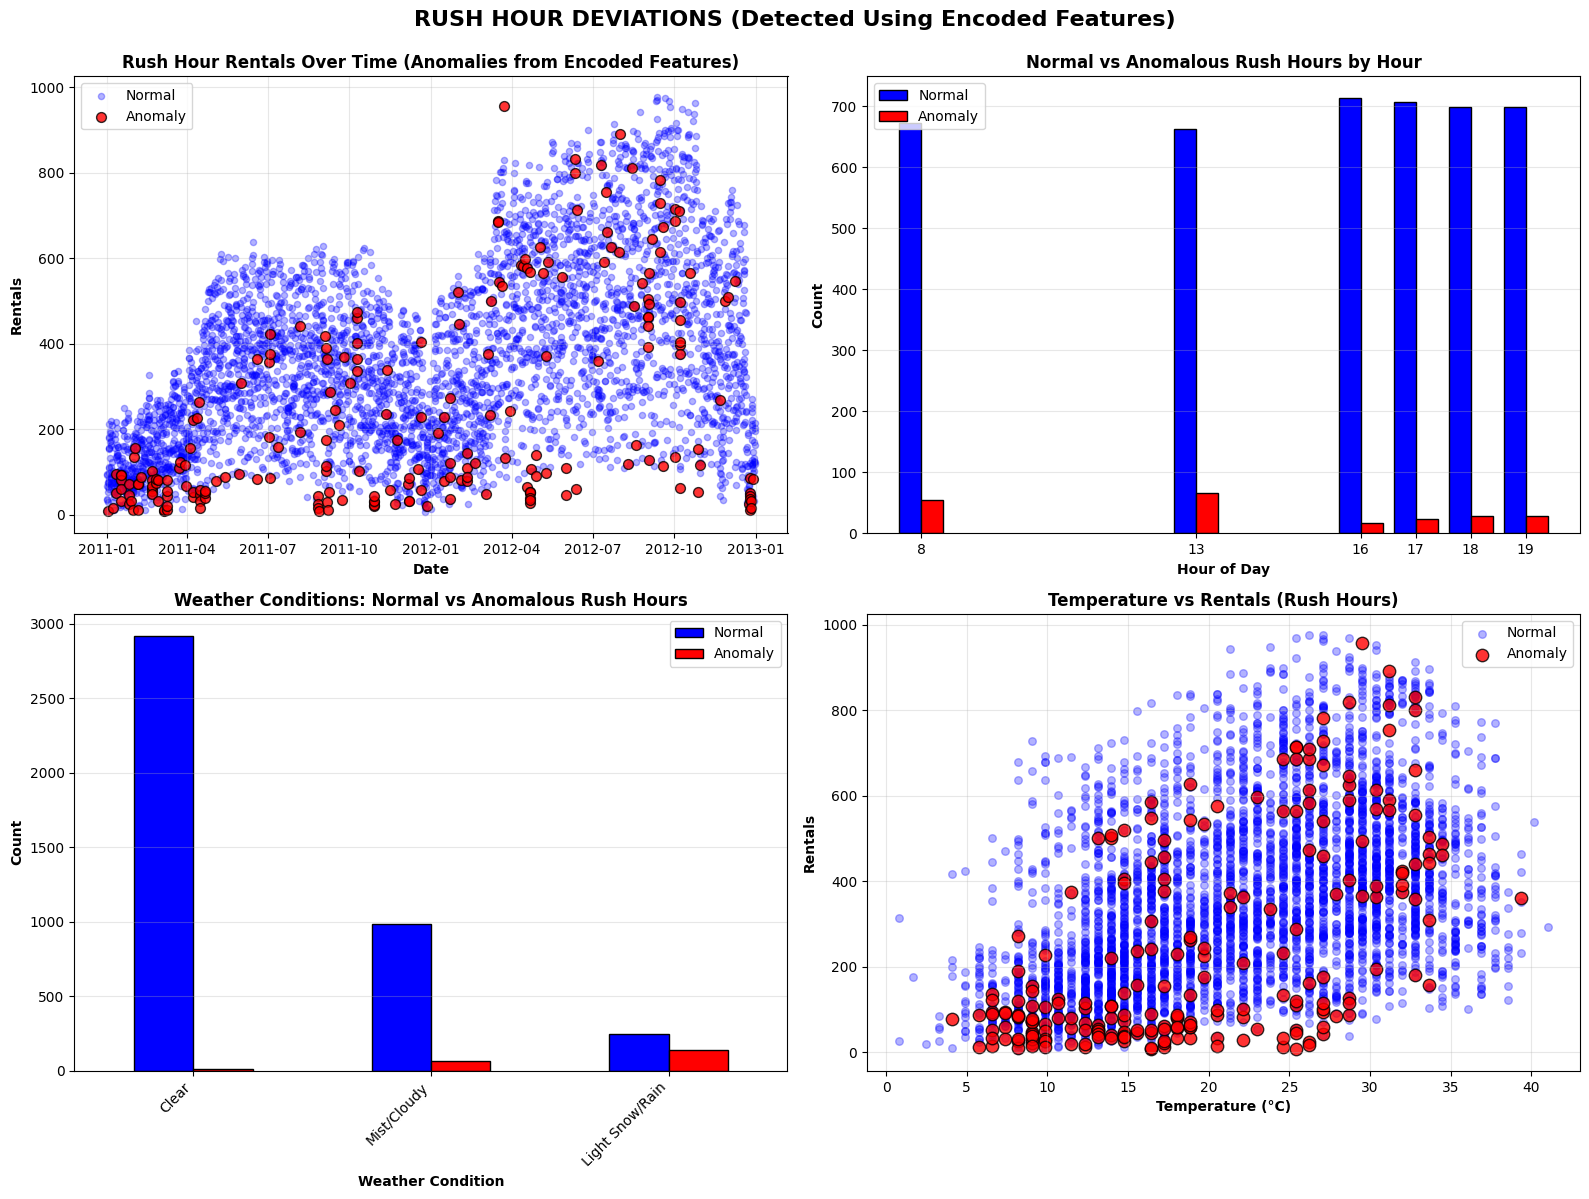 RUSH HOUR DEVIATIONS (Detected Using Encoded Features)
Rush Hour Rentals Over Time (Anomalies from Encoded Features)
Normal
Anomaly
1000
800
600
400
200
0
Rentals
2011-01 2011-04 2011-07 2011-10 2012-01 2012-04 2012-07 2012-10 2013-01
Date
Normal vs Anomalous Rush Hours by Hour
Normal
Anomaly
700
600
500
400
300
200
100
0
Count
8 13 16 17 18 19
Hour of Day
Weather Conditions: Normal vs Anomalous Rush Hours
Normal
Anomaly
3000
2500
2000
1500
1000
500
0
Count
Clear
Mist/Cloudy
Light Snow/Rain
Weather Condition
Temperature vs Rentals (Rush Hours)
Normal
Anomaly
1000
800
600
400
200
0
Rentals
0 5 10 15 20 25 30 35 40
Temperature (°C)